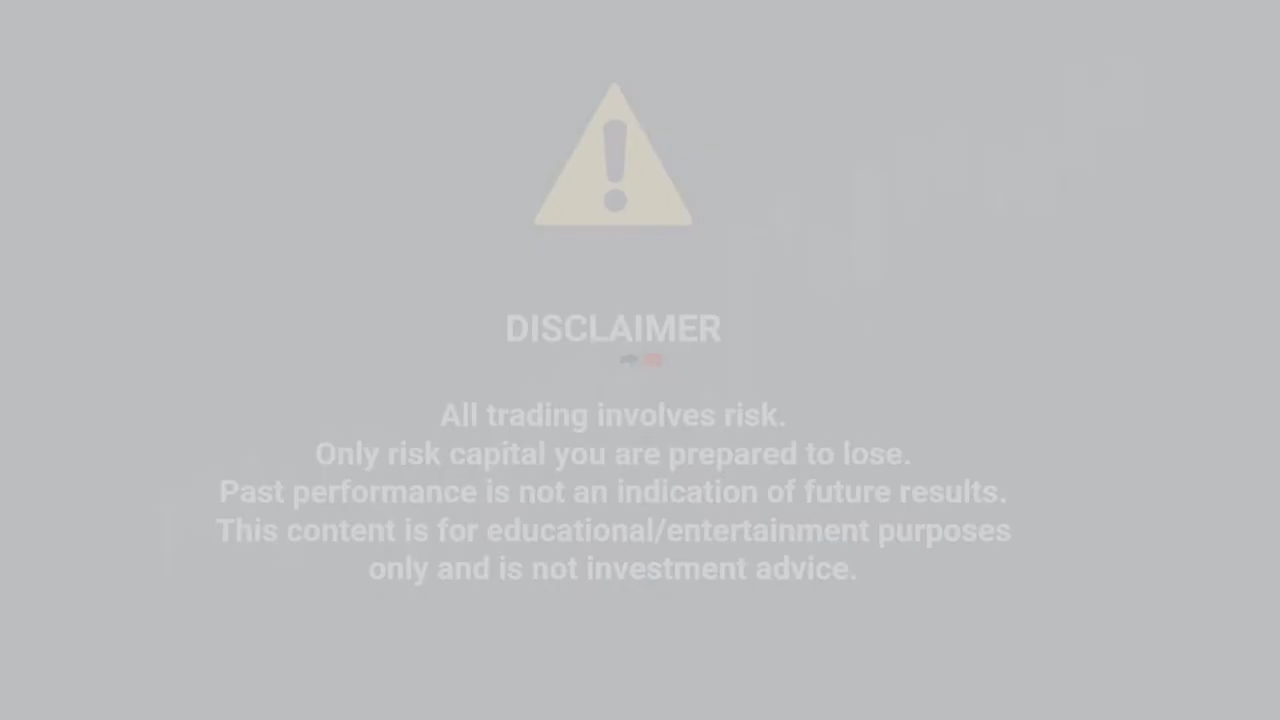 DISCLAIMER
All trading involves risk.
Only risk capital you are prepared to lose.
Past performance is not an indication of future results.
This content is for educational/entertainment purposes
only and is not investment advice.